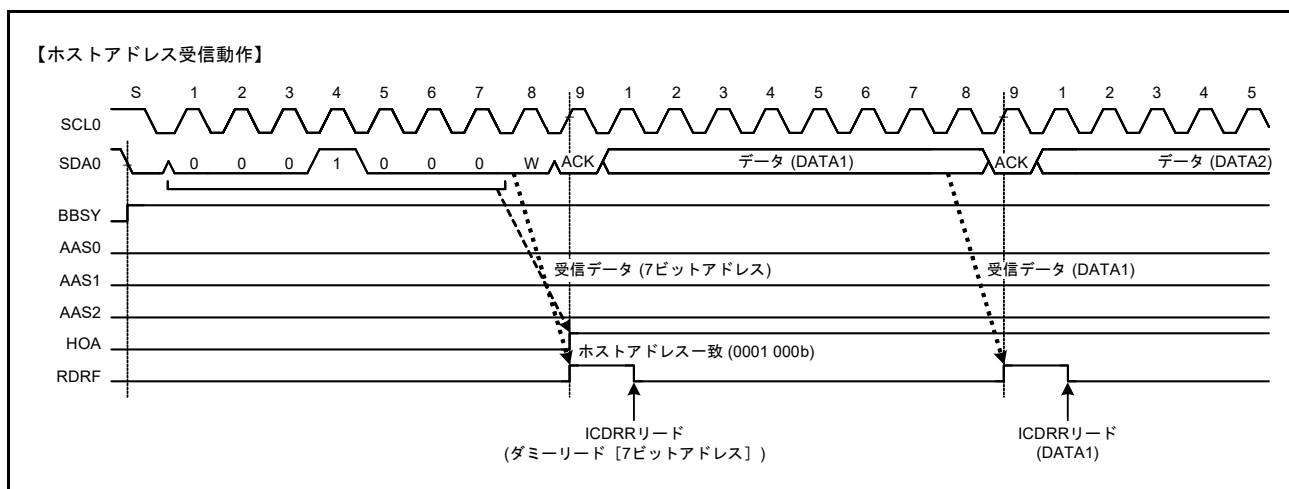 【ホストアドレス受信動作】
S 1 2 3 4 5 6 7 8 9 1 2 3 4 5 6 7 8 9 1 2 3 4 5
SCL0
SDA0 0 0 0 1 0 0 0 W ACK データ (DATA1) ACK データ (DATA2)
BBSY
AAS0
AAS1 受信データ (7ビットアドレス) 受信データ (DATA1)
AAS2
HOA ホストアドレス一致 (0001 000b)
RDRF
ICDRRリード ICDRRリード
(ダミーリード［7ビットアドレス］) (DATA1)